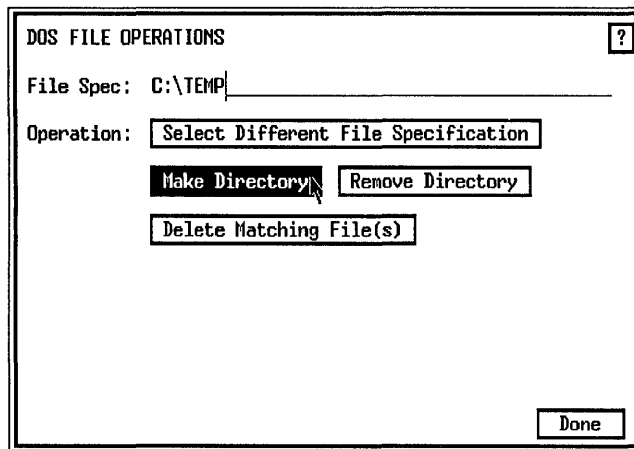 DOS FILE OPERATIONS ?
File Spec: C:\TEMP
Operation: Select Different File Specification
Make Directory Remove Directory
Delete Matching File(s)
Done